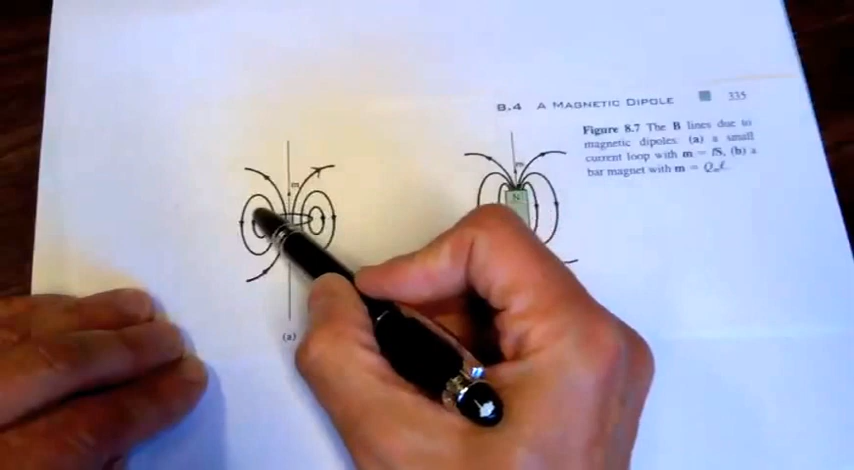 8.4 A MAGNETIC DIPOLE 335
Figure 8.7 The B lines due to
magnetic dipoles: (a) a small
current loop with m = IS, (b) a
bar magnet with m = Qₘℓ.
m
m
N
(a)